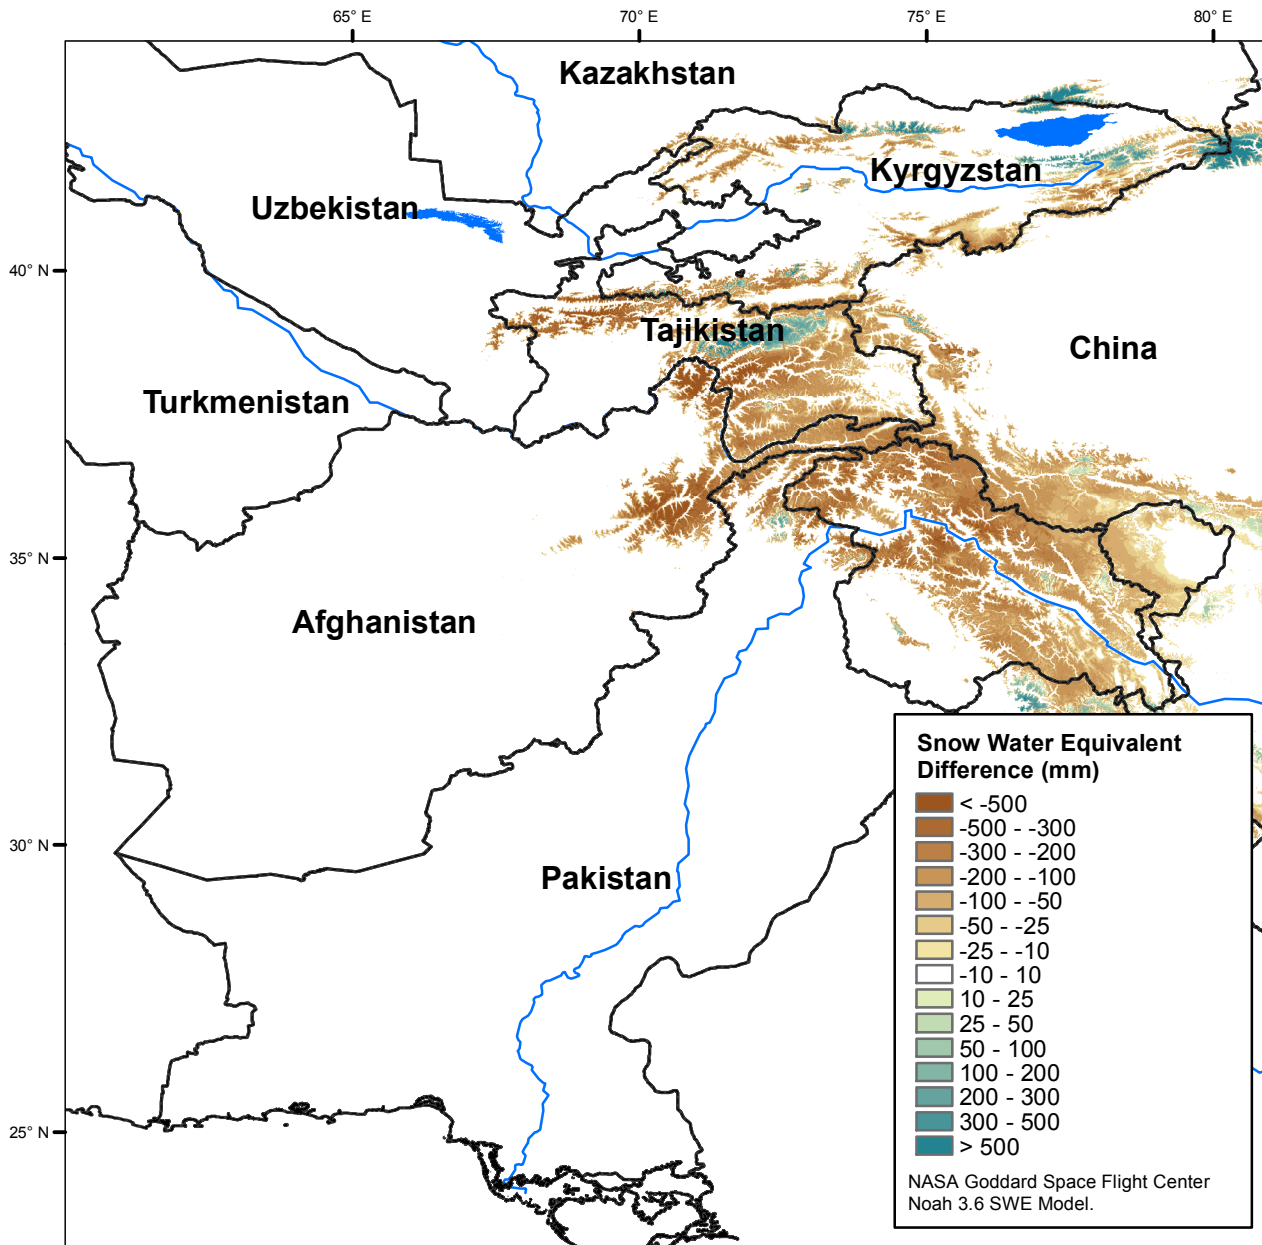 65° E
70° E
75° E
80° E
Kazakhstan
Kyrgyzstan
Uzbekistan
40° N
Tajikistan
China
Turkmenistan
35° N
Afghanistan
Snow Water Equivalent
Difference (mm)
< -500
-500 - -300
-300 - -200
30° N
-200 - -100
Pakistan
-100 - -50
-50 - -25
-25 - -10
-10 - 10
10 - 25
25 - 50
50 - 100
100 - 200
200 - 300
300 - 500
25° N
> 500
NASA Goddard Space Flight Center
Noah 3.6 SWE Model.